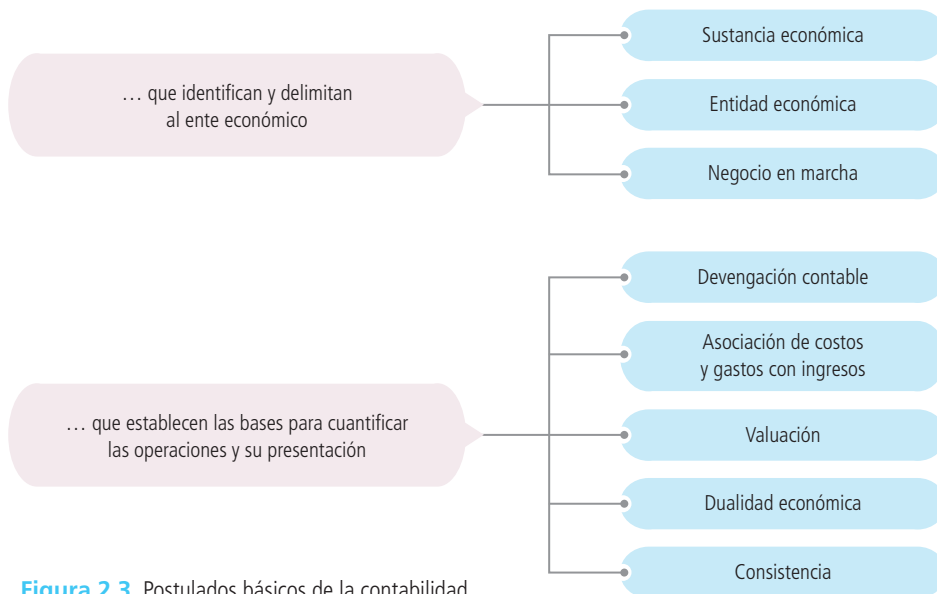 … que identifican y delimitan
al ente económico
Sustancia económica
Entidad económica
Negocio en marcha
… que establecen las bases para cuantificar
las operaciones y su presentación
Devengación contable
Asociación de costos
y gastos con ingresos
Valuación
Dualidad económica
Consistencia
Figura 2.3 Postulados básicos de la contabilidad